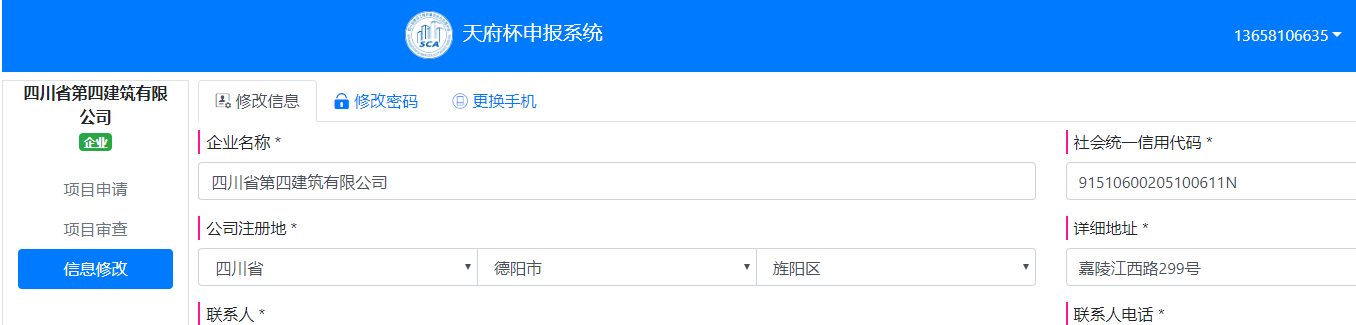 SCA
天府杯申报系统
13658106635
四川省第四建筑有限
公司
企业
项目申请
项目审查
信息修改
修改信息
修改密码
更换手机
企业名称 *
社会统一信用代码 *
四川省第四建筑有限公司
91510600205100611N
公司注册地 *
详细地址 *
四川省
德阳市
旌阳区
嘉陵江西路299号
联系人 *
联系人电话 *